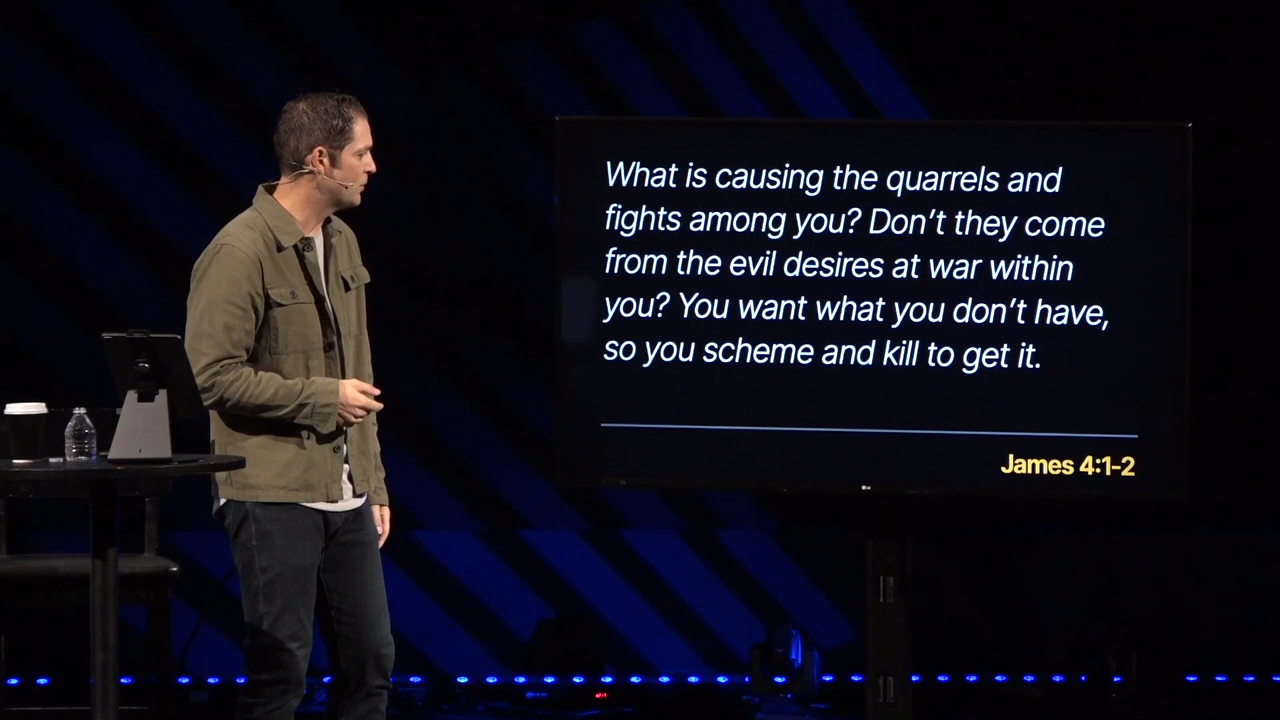 What is causing the quarrels and
fights among you? Don't they come
from the evil desires at war within
you? You want what you don't have,
so you scheme and kill to get it.
James 4:1-2
LG